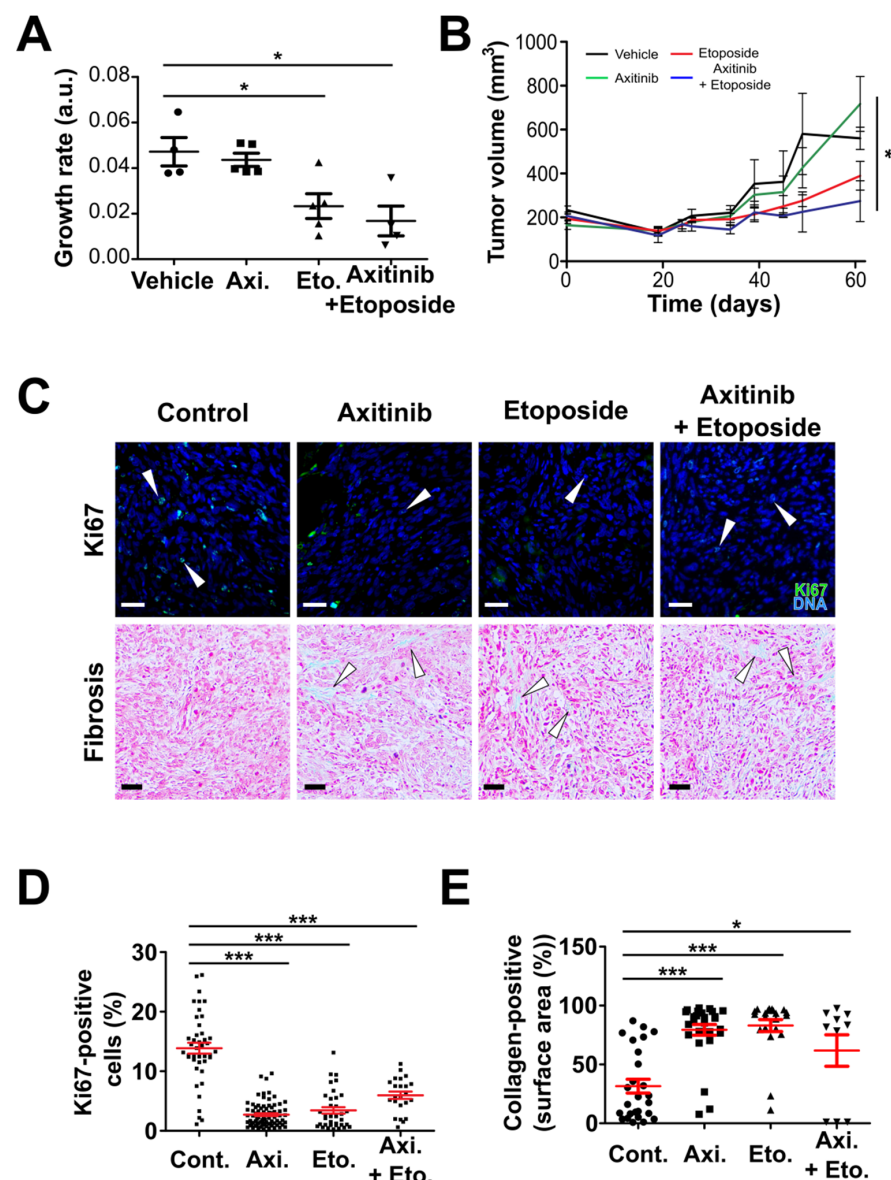 A
*
*
Growth rate (a.u.)
0.08
0.06
0.04
0.02
0.00
Vehicle
Axi.
Eto.
Axitinib
+Etoposide
B
Tumor volume (mm3)
1000
800
600
400
200
0
Vehicle
Axitinib
Etoposide
Axitinib
+ Etoposide
*
0
20
40
60
Time (days)
C
Control
Axitinib
Etoposide
Axitinib
+ Etoposide
Ki67
Ki67
DNA
Fibrosis
D
***
***
***
Ki67-positive
cells (%)
30
20
10
0
Cont.
Axi.
Eto.
Axi.
+ Eto.
E
*
***
***
Collagen-positive
(surface area (%))
150
100
50
0
Cont.
Axi.
Eto.
Axi.
+ Eto.